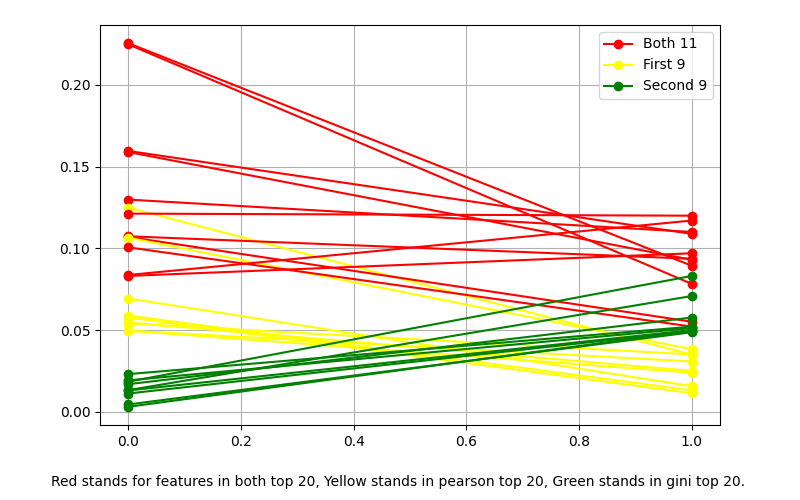 Both 11
First 9
Second 9
0.20
0.15
0.10
0.05
0.00
0.0 0.2 0.4 0.6 0.8 1.0
Red stands for features in both top 20, Yellow stands in pearson top 20, Green stands in gini top 20.